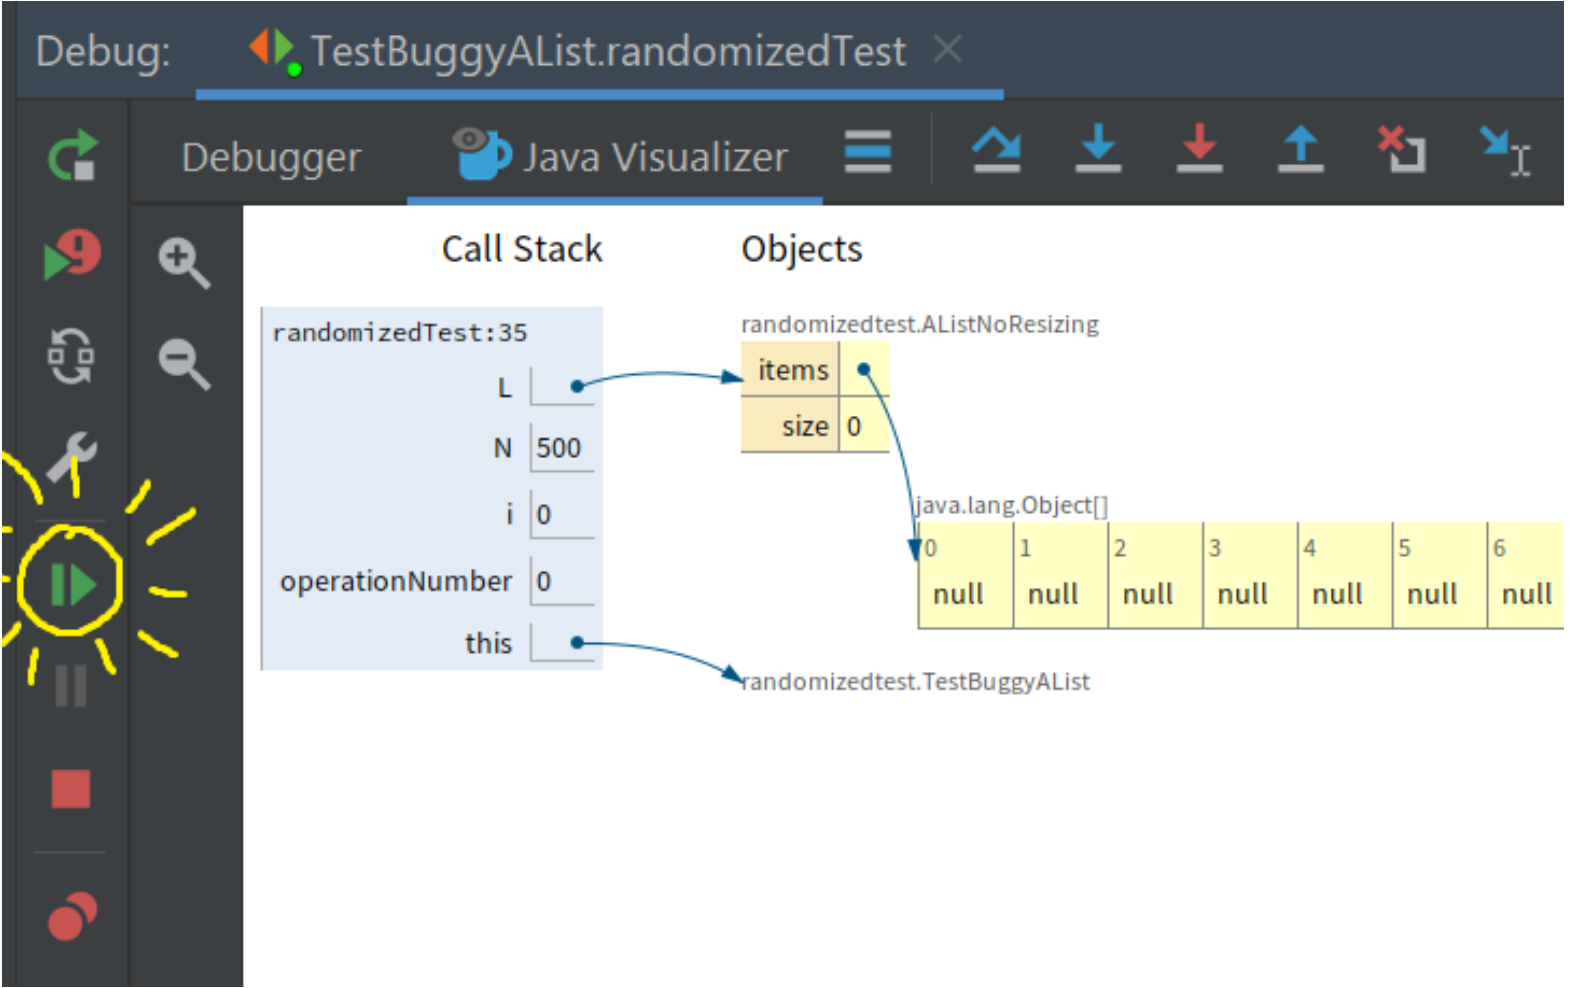 Debug: TestBuggyAList.randomizedTest
Debugger Java Visualizer
Call Stack Objects
randomizedTest:35
randomizedtest.AListNoResizing
L
items
size 0
N 500
java.lang.Object[]
i 0
0 1 2 3 4 5 6
null null null null null null null
operationNumber 0
this
randomizedtest.TestBuggyAList